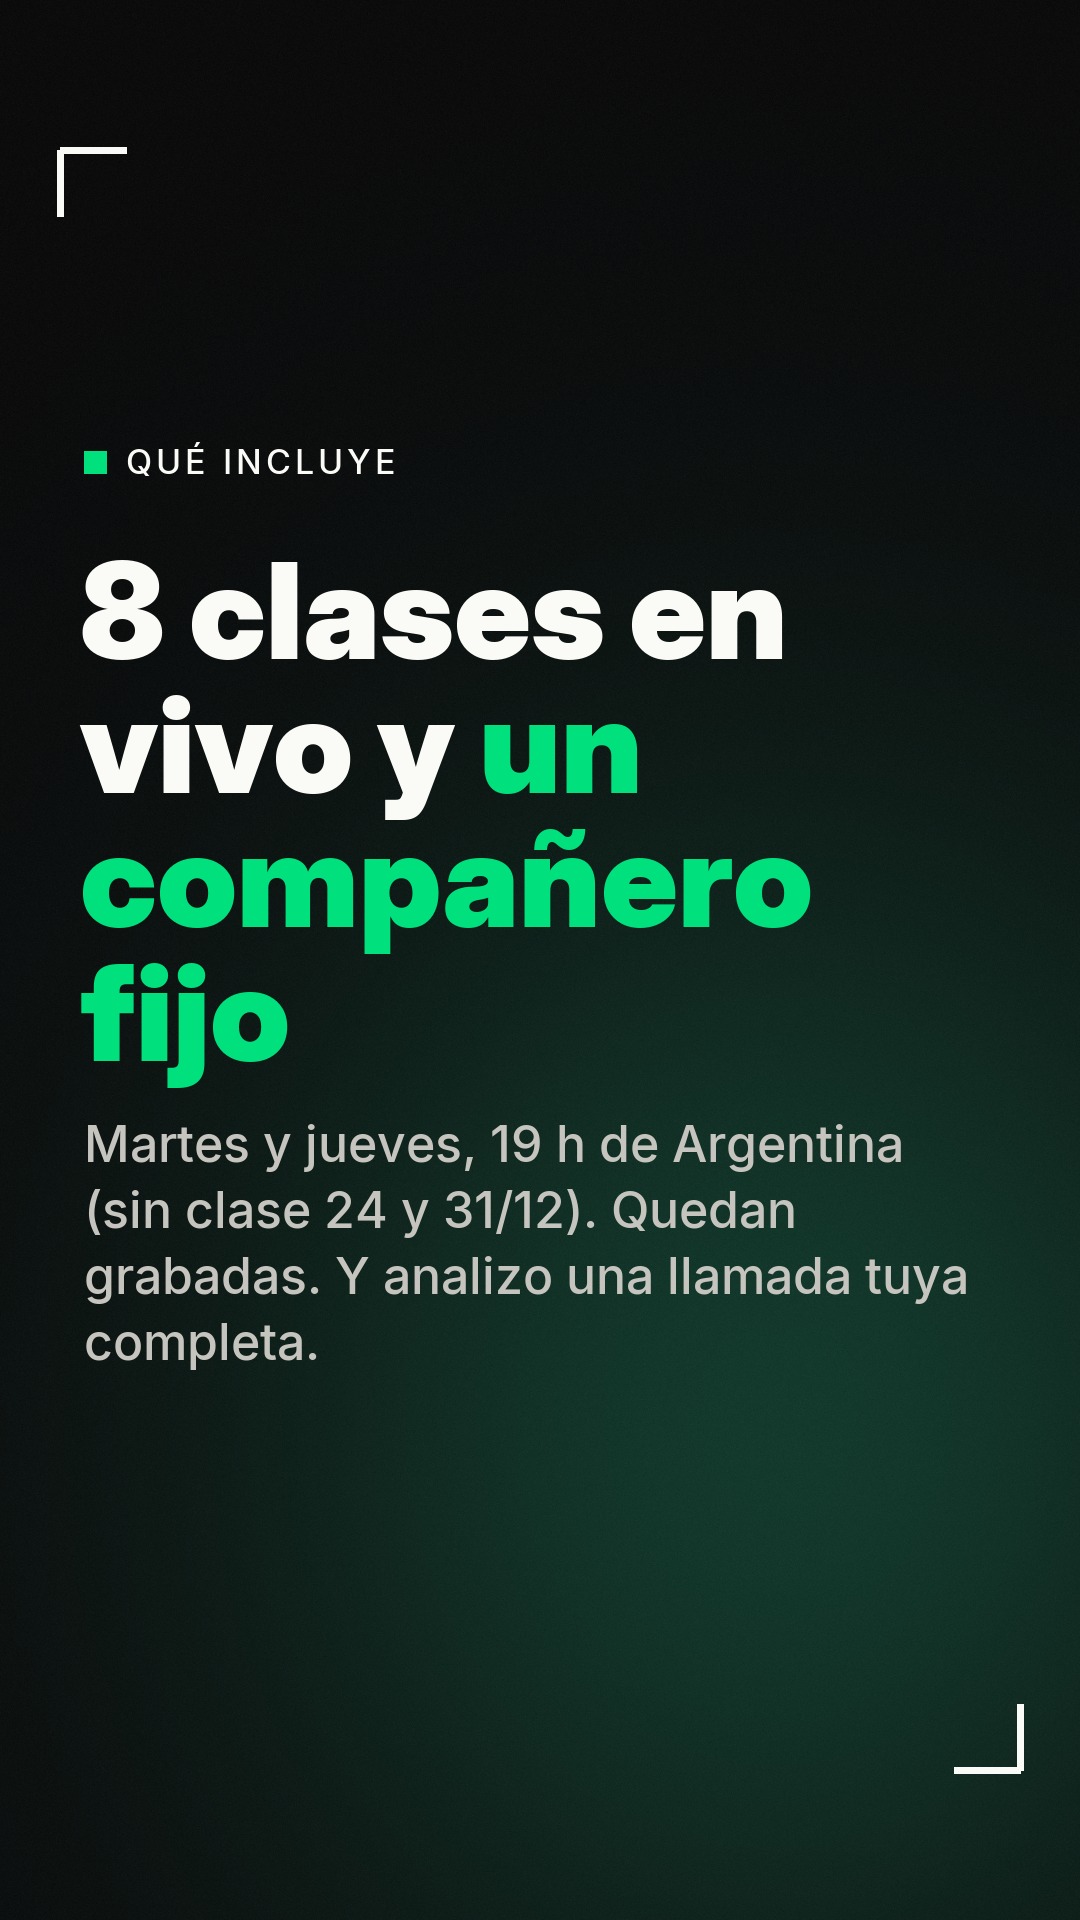 QUÉ INCLUYE
8 clases en
vivo y un
compañero
fijo
Martes y jueves, 19 h de Argentina
(sin clase 24 y 31/12). Quedan
grabadas. Y analizo una llamada tuya
completa.